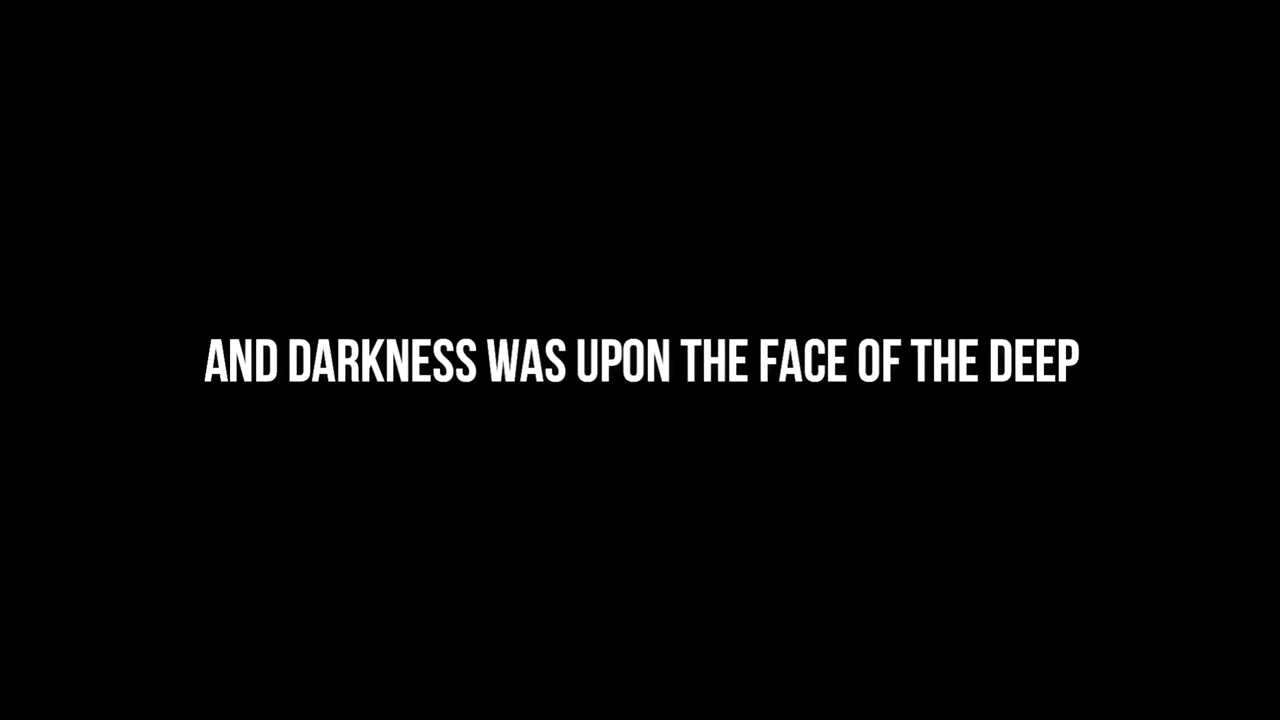 AND DARKNESS WAS UPON THE FACE OF THE DEEP